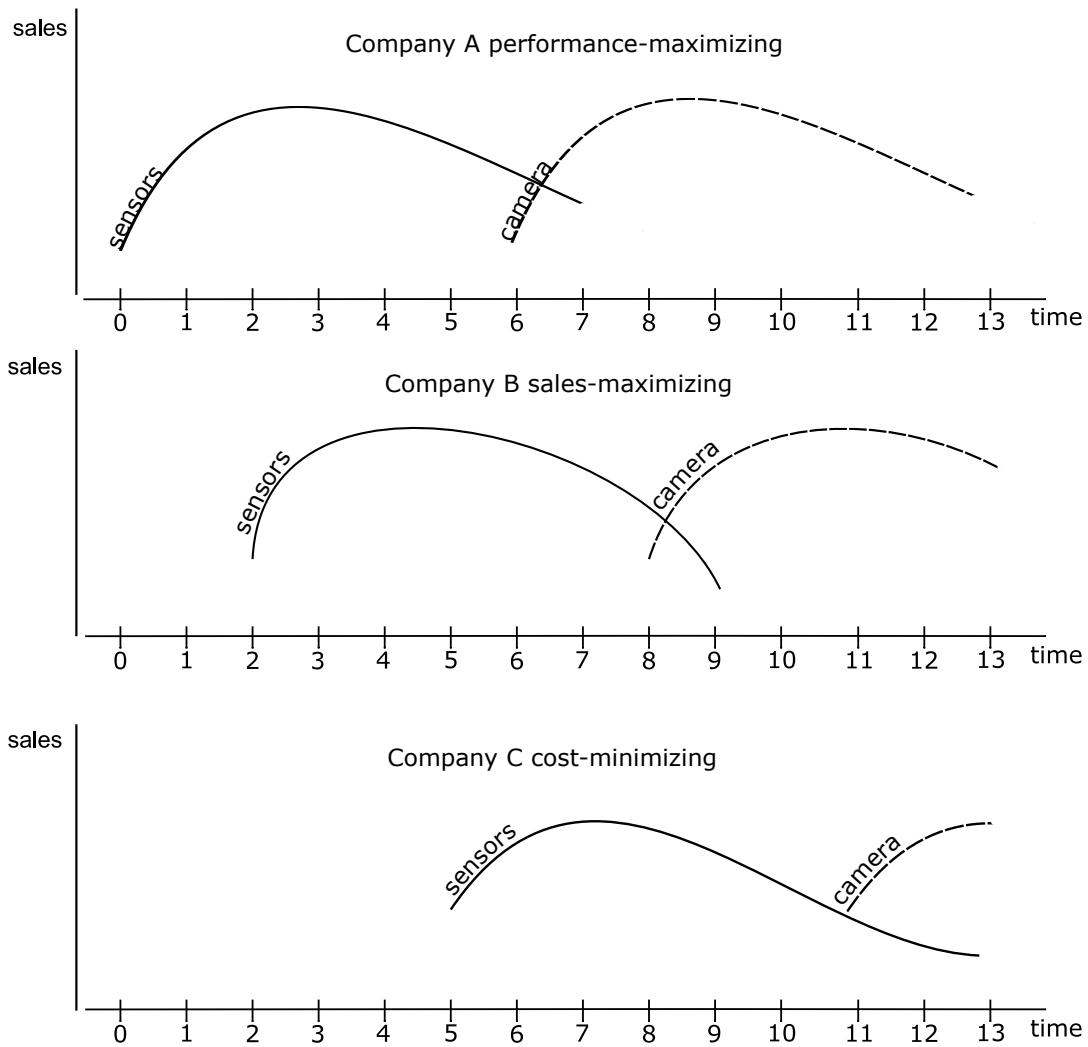 sales
Company A performance-maximizing
sensors
camera
0 1 2 3 4 5 6 7 8 9 10 11 12 13 time
sales
Company B sales-maximizing
sensors
camera
0 1 2 3 4 5 6 7 8 9 10 11 12 13 time
sales
Company C cost-minimizing
sensors
camera
0 1 2 3 4 5 6 7 8 9 10 11 12 13 time